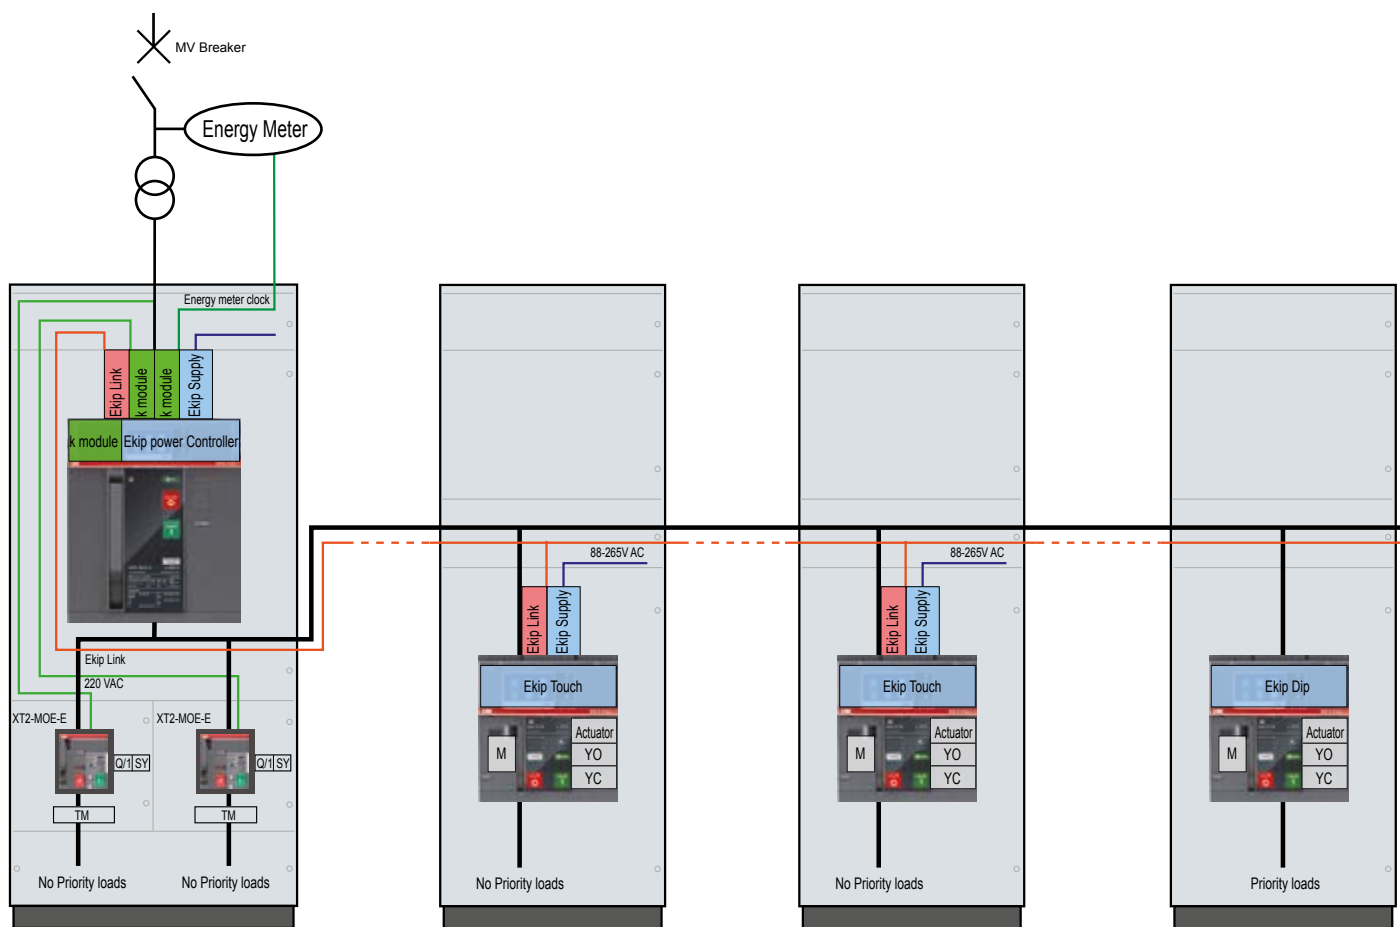 MV Breaker
Energy Meter
Energy meter clock
Ekip Link
k module
k module
Ekip Supply
k module
Ekip power Controller
88-265V AC
88-265V AC
Ekip Link
Ekip Supply
Ekip Link
Ekip Supply
Ekip Link
220 VAC
Ekip Touch
Ekip Touch
Ekip Dip
XT2-MOE-E
XT2-MOE-E
Q/1 SY
Q/1 SY
M
Actuator
YO
YC
M
Actuator
YO
YC
M
Actuator
YO
YC
TM
TM
No Priority loads
No Priority loads
No Priority loads
No Priority loads
Priority loads